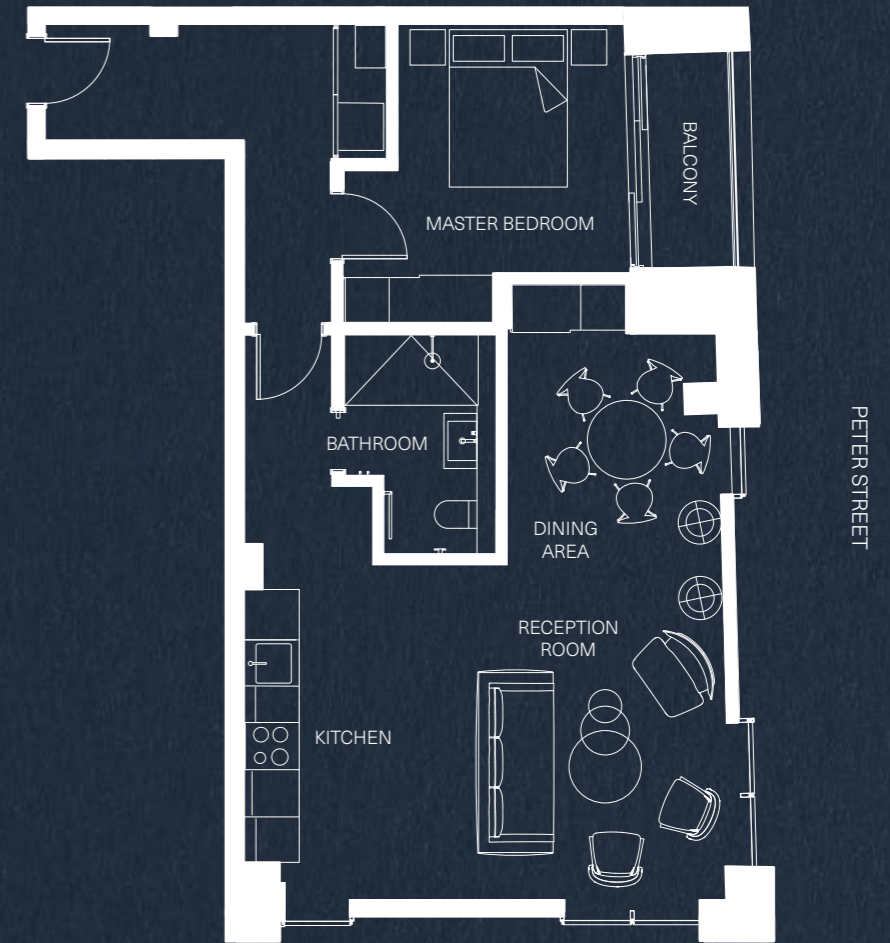 BALCONY
MASTER BEDROOM
BATHROOM
PETER STREET
DINING
AREA
RECEPTION
ROOM
KITCHEN